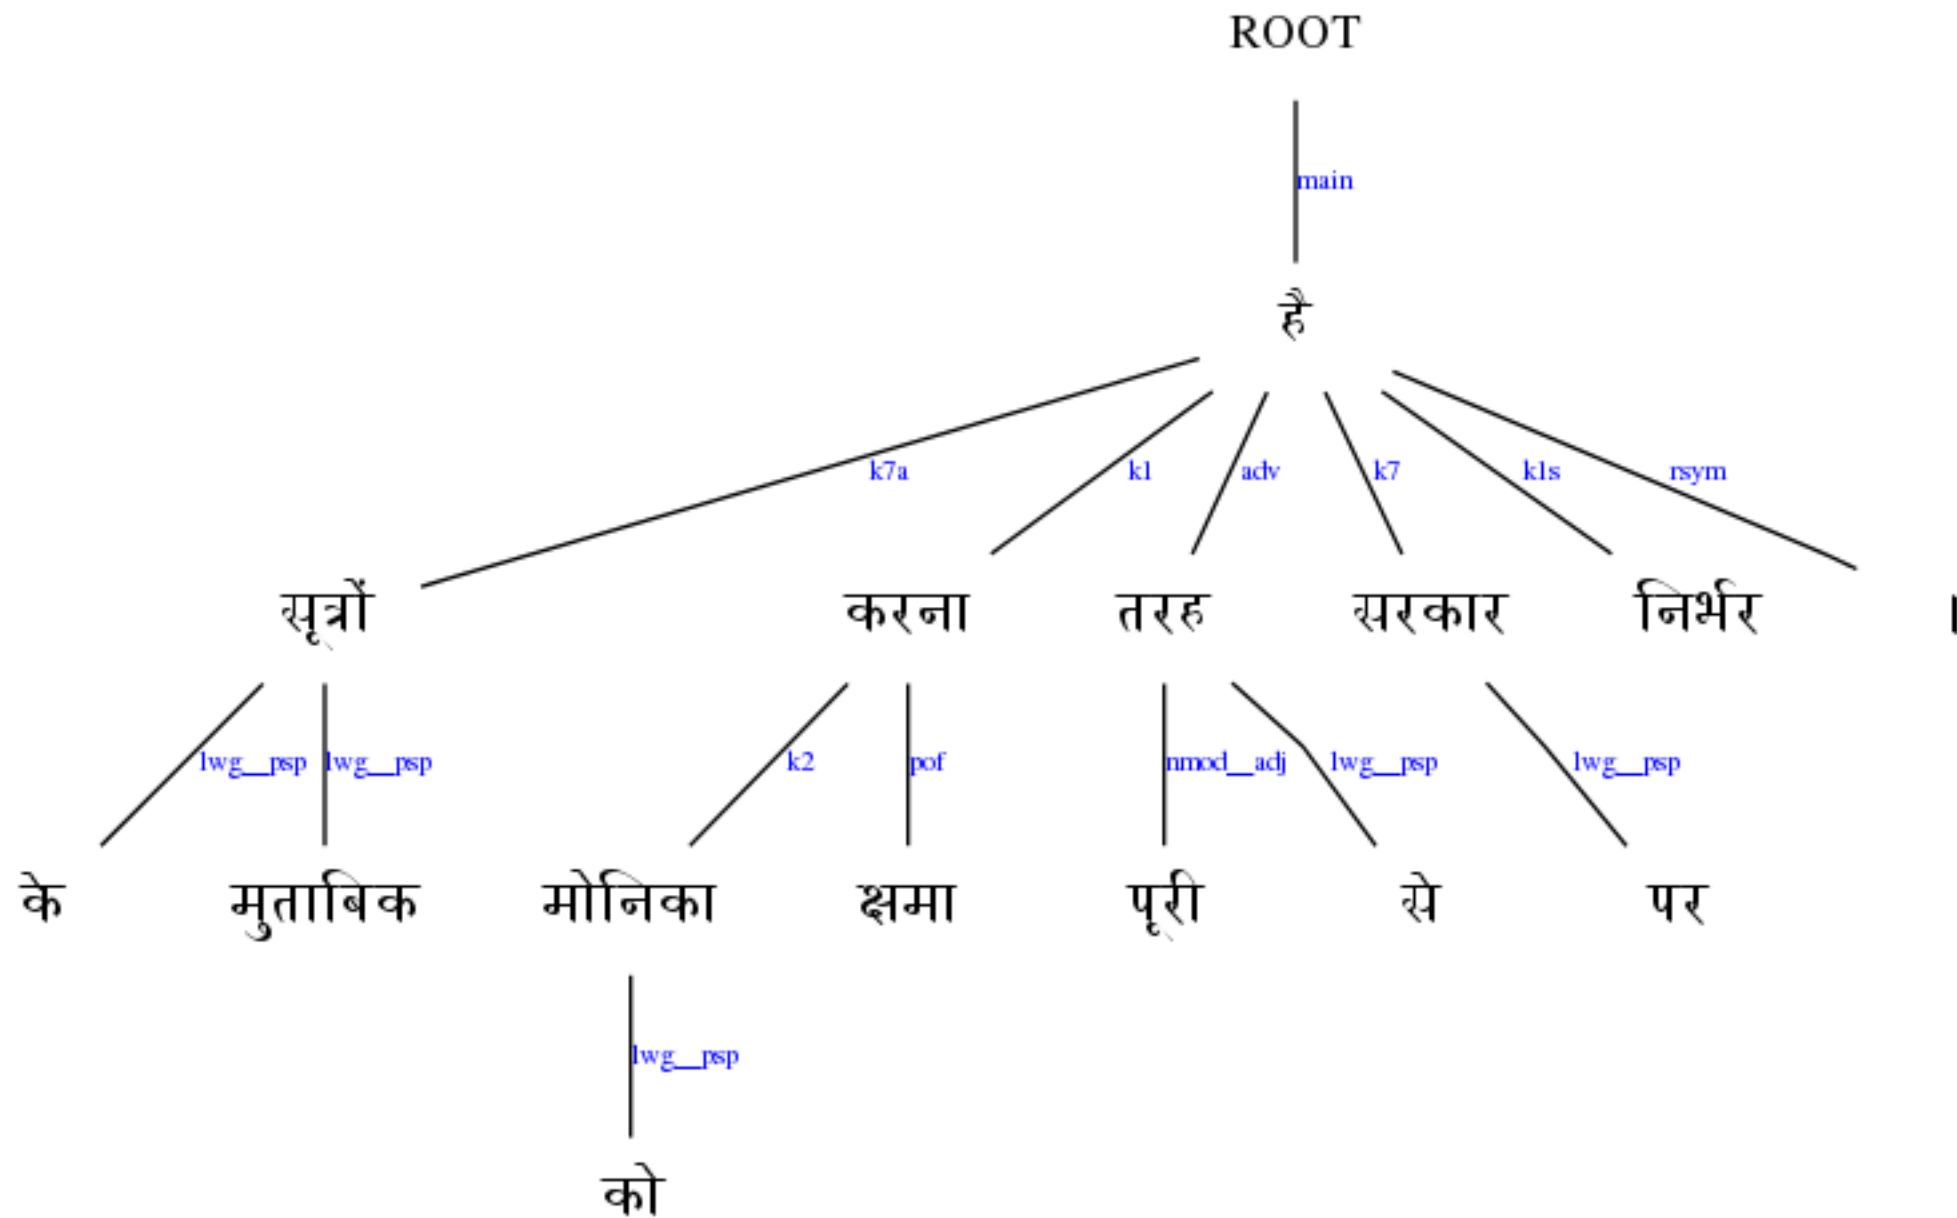 ROOT
main
है
k7a k1 adv k7 k1s rsym
सूत्रों करना तरह सरकार निर्भर ।
lwg__psp lwg__psp k2 pof nmod__adj lwg__psp lwg__psp
के मुताबिक मोनिका क्षमा पूरी से पर
lwg__psp
को